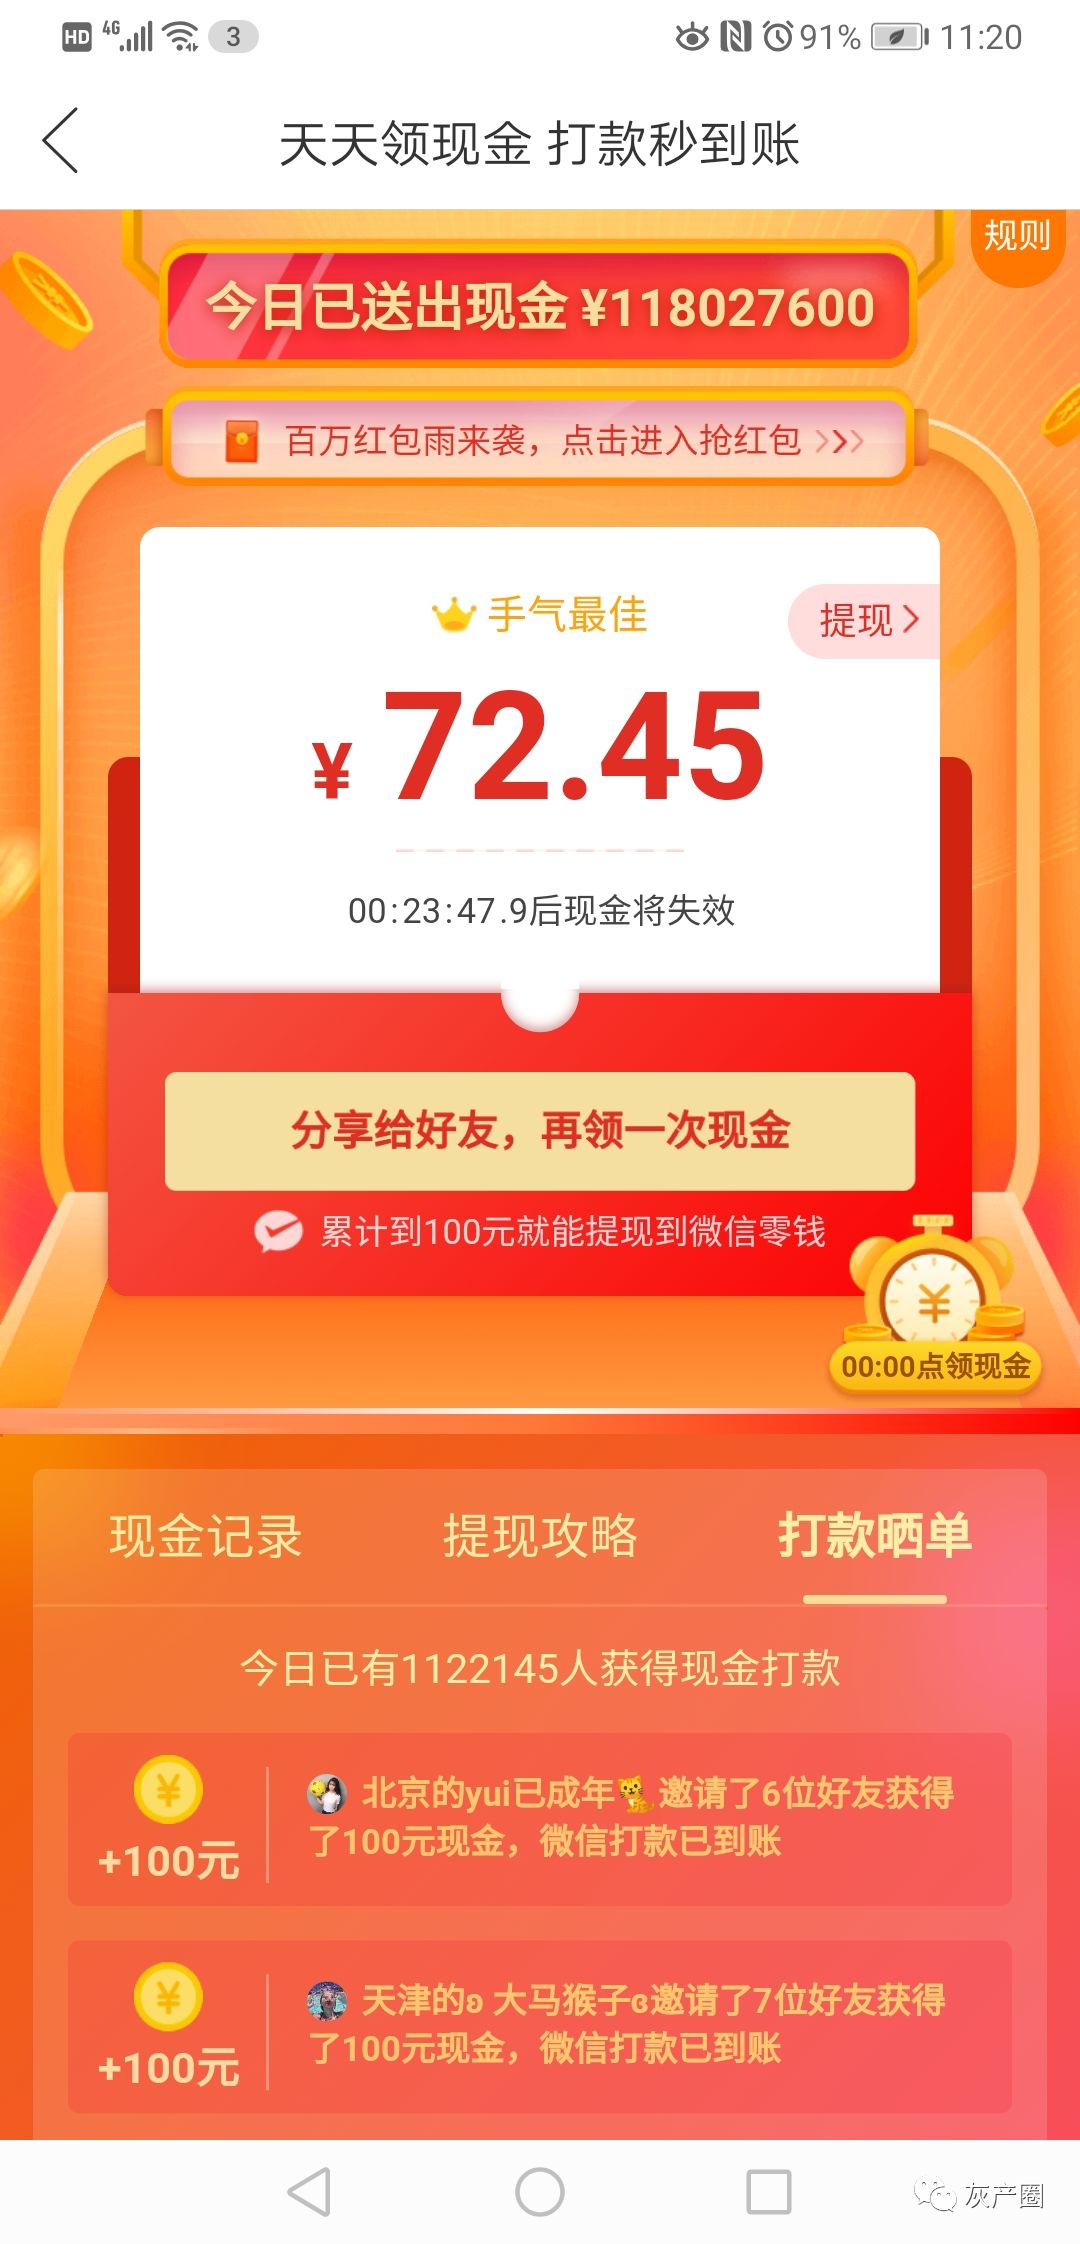 HD 4G 3 91% 11:20
天天领现金 打款秒到账
规则
今日已送出现金 ¥118027600
百万红包雨来袭，点击进入抢红包 >>>
手气最佳
提现 >
¥ 72.45
00:23:47.9后现金将失效
分享给好友，再领一次现金
累计到100元就能提现到微信零钱
¥
00:00点领现金
现金记录 提现攻略 打款晒单
今日已有1122145人获得现金打款
¥
+100元
北京的yui已成年🐆邀请了6位好友获得
了100元现金，微信打款已到账
¥
+100元
天津的ʚ 大马猴子ɞ邀请了7位好友获得
了100元现金，微信打款已到账
灰产圈